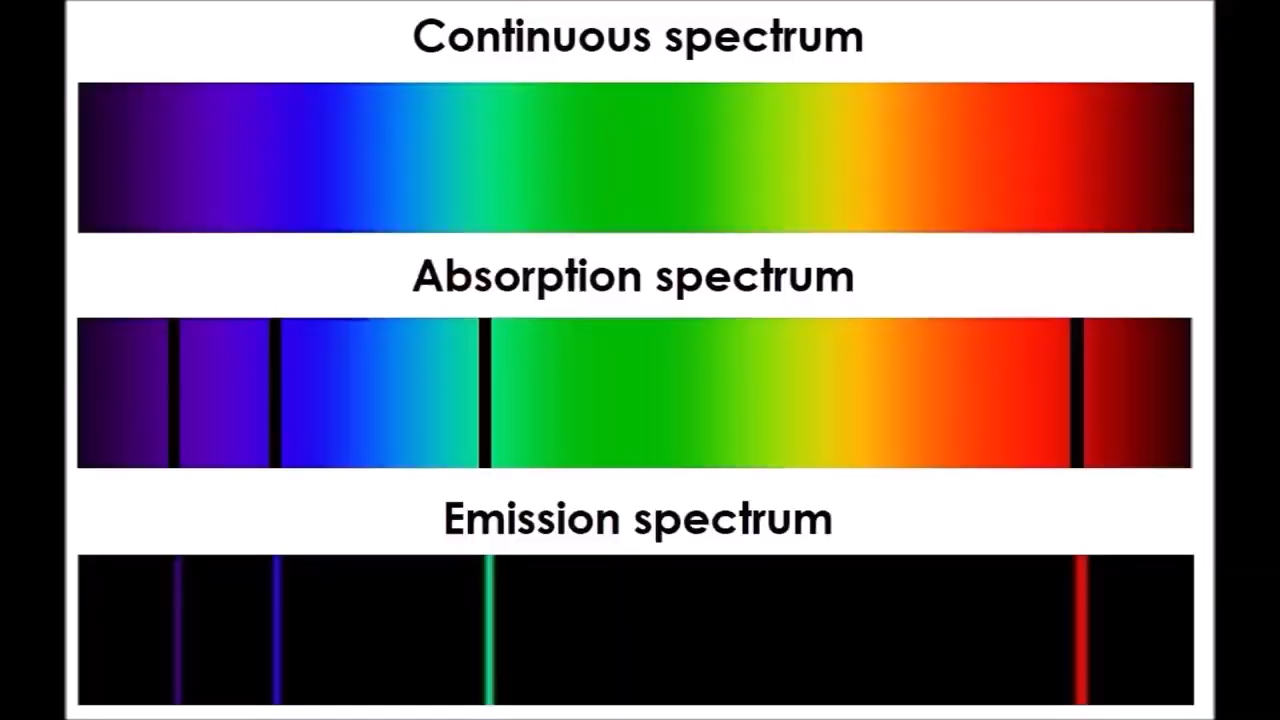 Continuous spectrum
Absorption spectrum
Emission spectrum